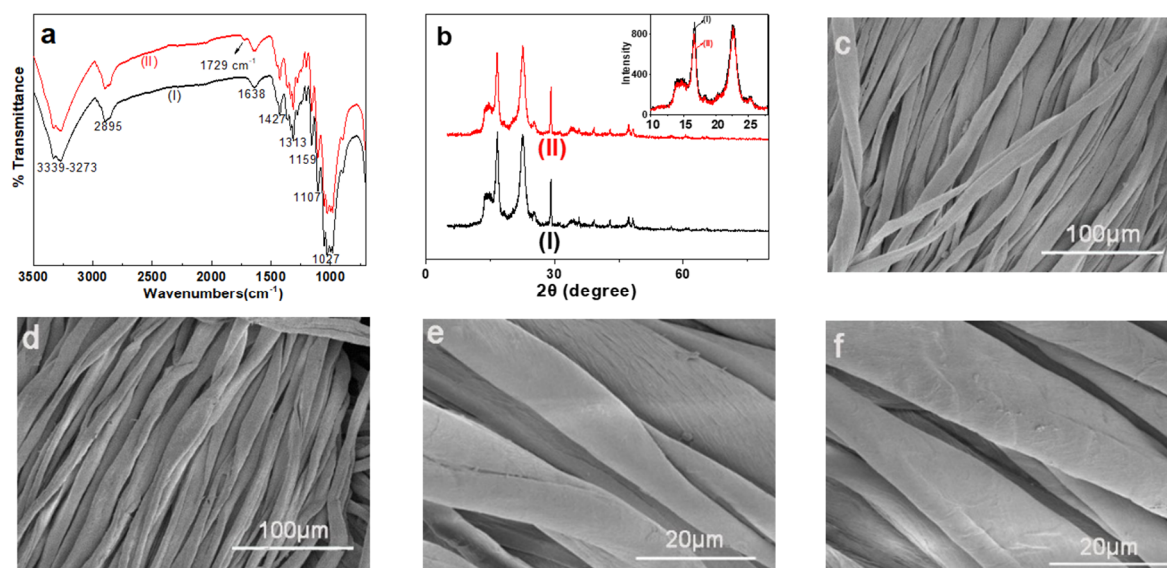 a
(II)
1729 cm⁻¹
(I)
1638
2895
1427
3339-3273
1313
1159
1107
1027
% Transmittance
3500 3000 2500 2000 1500 1000
Wavenumbers(cm⁻¹)
b
(II)
(I)
0 30 60
2θ (degree)
(I)
(II)
Intensity
800
400
0
10 15 20 25
c
100μm
d
100μm
e
20μm
f
20μm